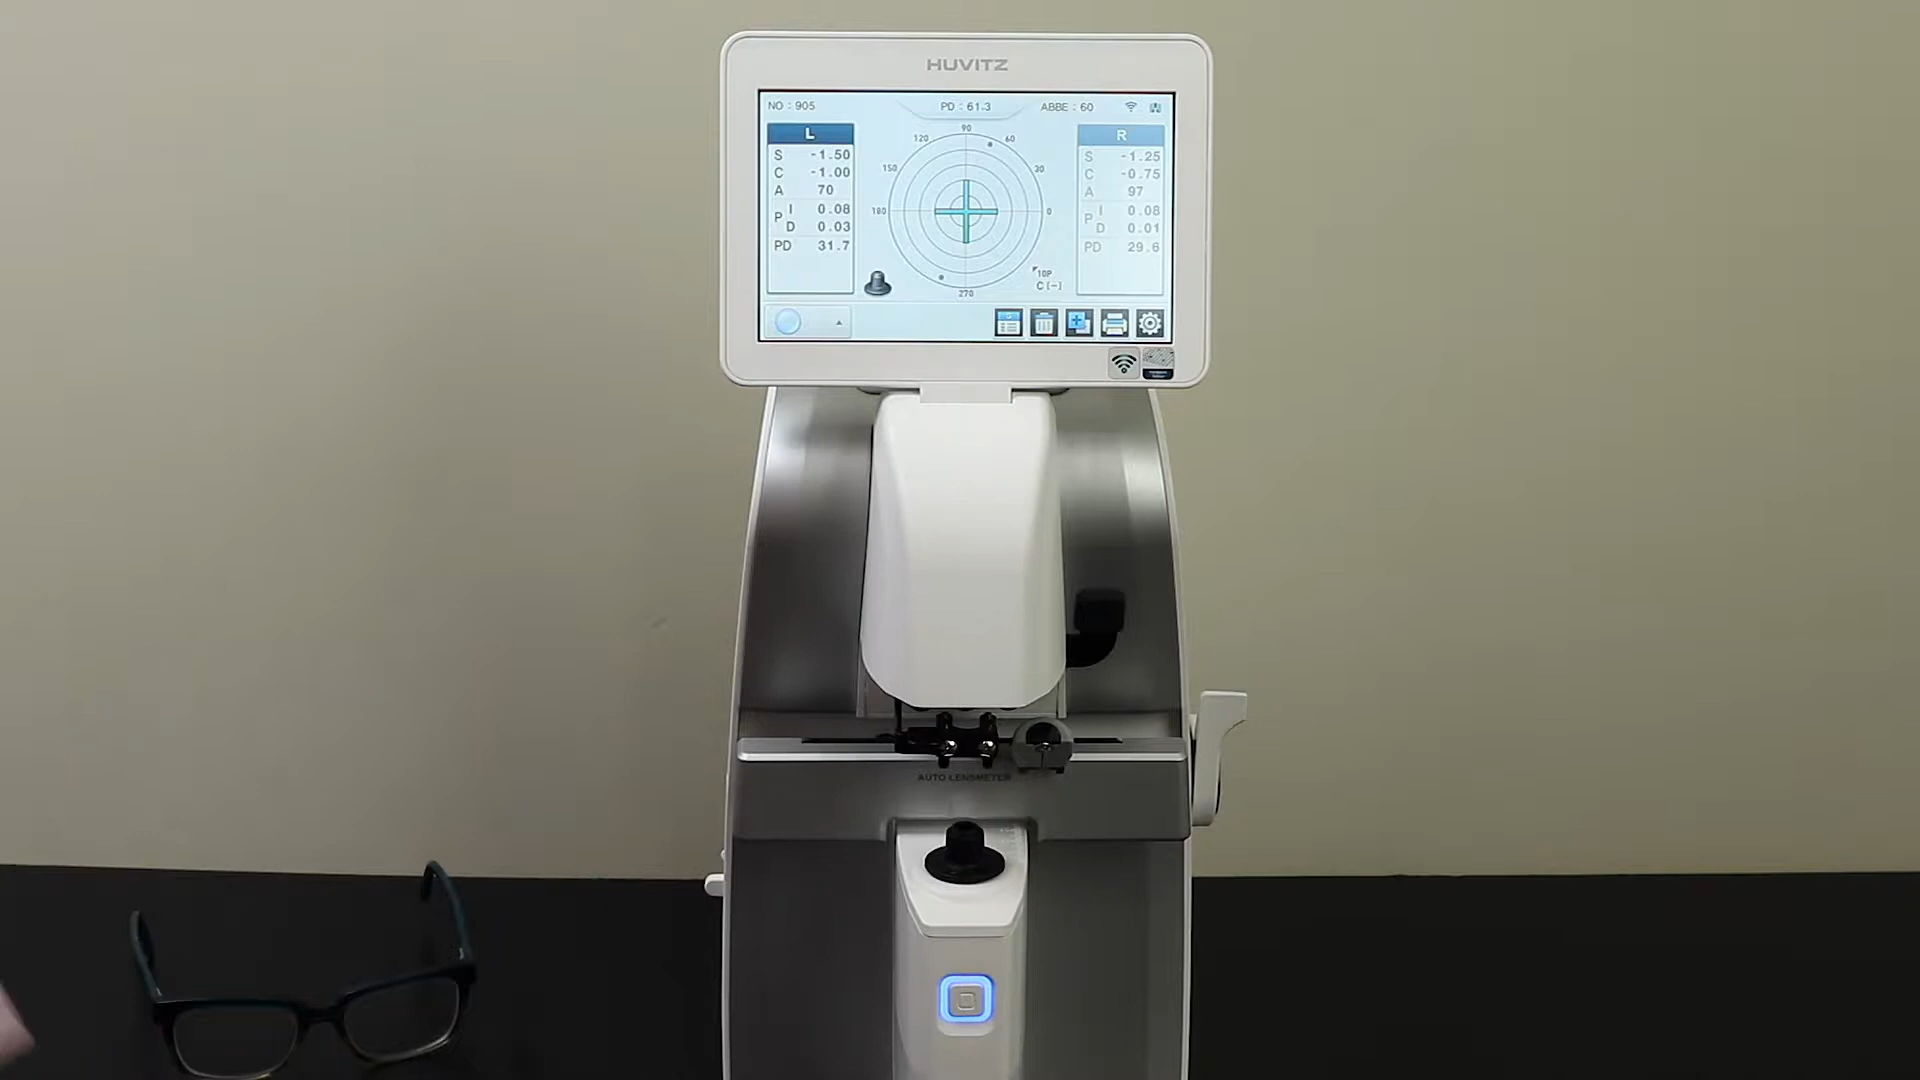 HUVITZ
NO : 905 PD : 61.3 ABBE : 60
L
S -1.50
C -1.00
A 70
P I 0.08
D 0.03
PD 31.7
90
120 60
150 30
180 0
270
10P
C [-]
R
S -1.25
C -0.75
A 97
P I 0.08
D 0.01
PD 29.6
AUTO LENSMETER